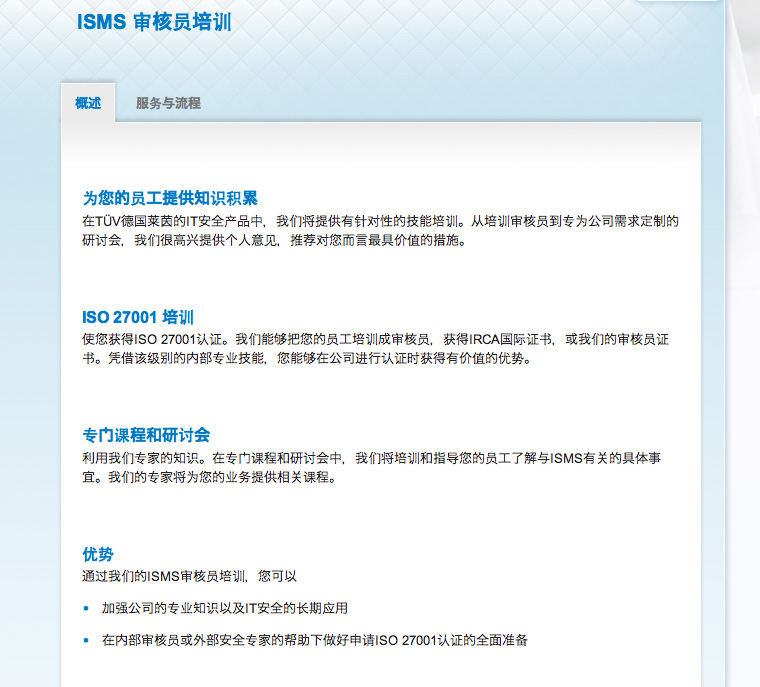 ISMS 审核员培训
概述 服务与流程
为您的员工提供知识积累
在TÜV德国莱茵的IT安全产品中，我们将提供有针对性的技能培训。从培训审核员到专为公司需求定制的
研讨会，我们很高兴提供个人意见，推荐对您而言最具价值的措施。
ISO 27001 培训
使您获得ISO 27001认证。我们能够把您的员工培训成审核员，获得IRCA国际证书，或我们的审核员证
书。凭借该级别的内部专业技能，您能够在公司进行认证时获得有价值的优势。
专门课程和研讨会
利用我们专家的知识。在专门课程和研讨会中，我们将培训和指导您的员工了解与ISMS有关的具体事
宜。我们的专家将为您的业务提供相关课程。
优势
通过我们的ISMS审核员培训，您可以
• 加强公司的专业知识以及IT安全的长期应用
• 在内部审核员或外部安全专家的帮助下做好申请ISO 27001认证的全面准备